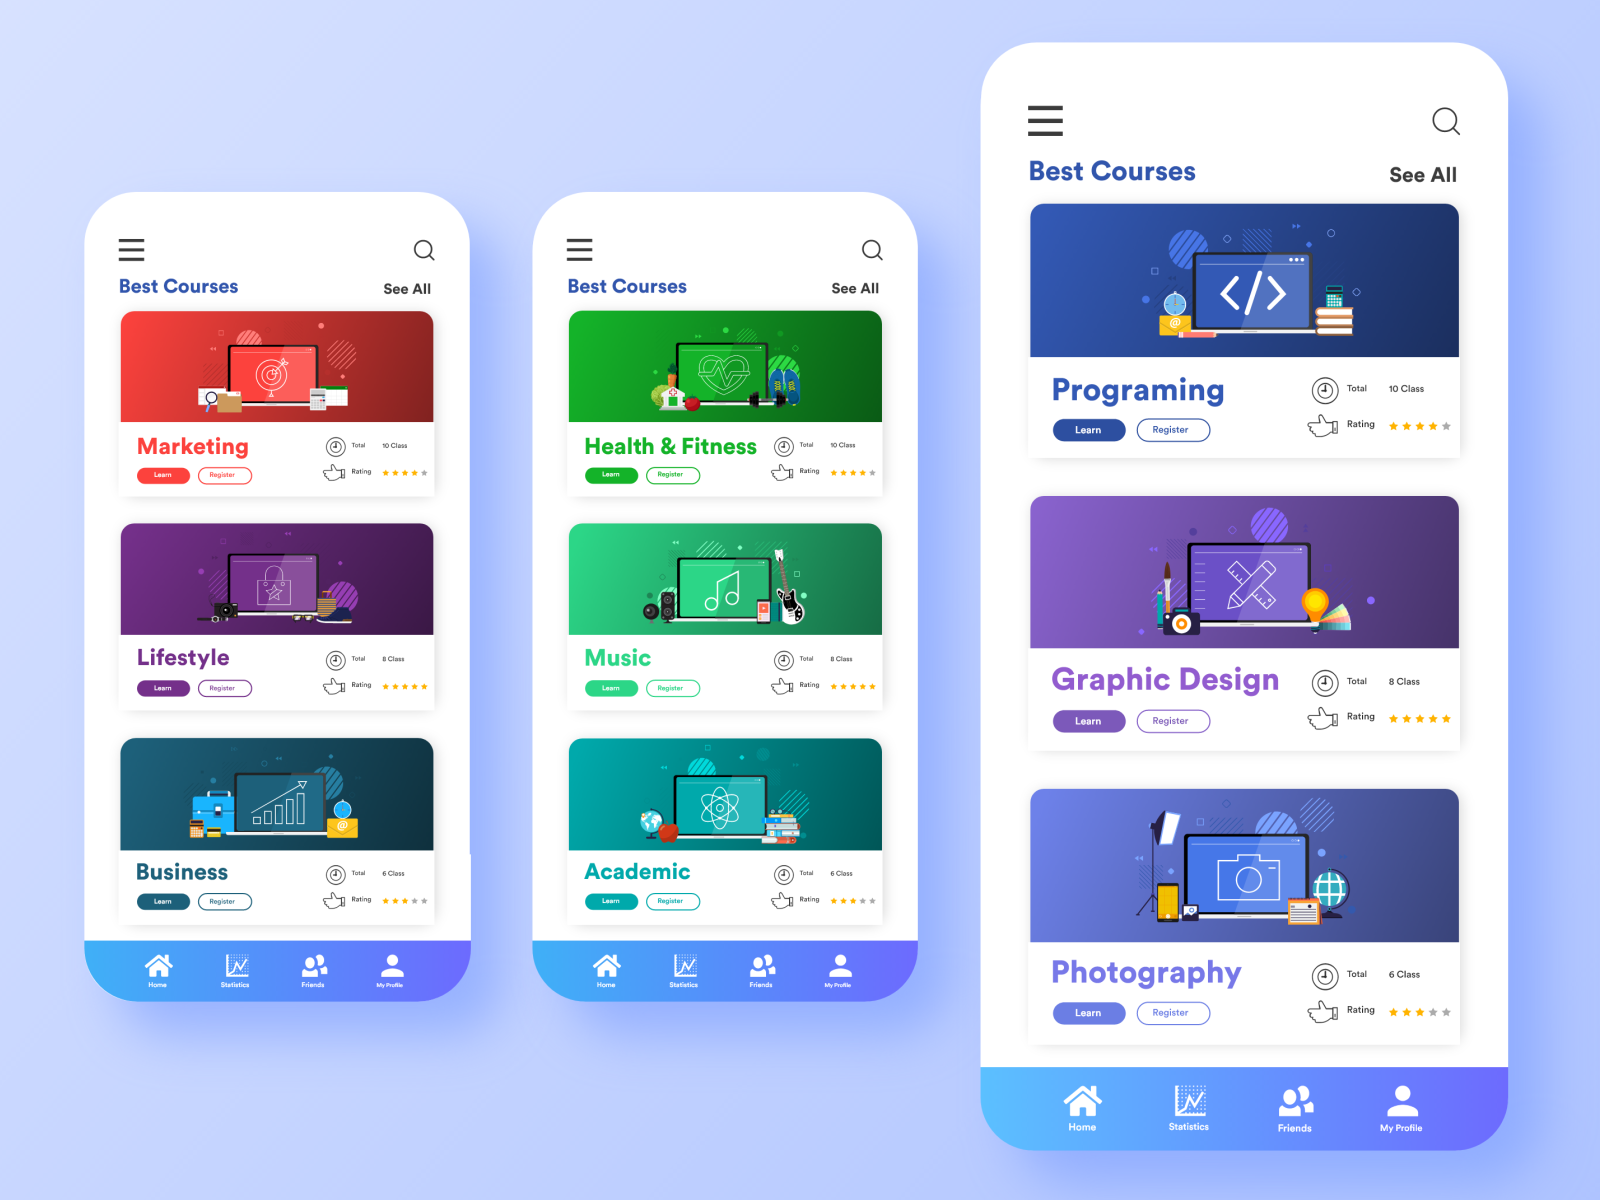 Best Courses
See All
Marketing
Total 10 Class
Learn Register
Rating
Lifestyle
Total 8 Class
Learn Register
Rating
@
Business
Total 6 Class
Learn Register
Rating
Home Statistics Friends My Profile
Best Courses
See All
Health & Fitness
Total 10 Class
Learn Register
Rating
Music
Total 8 Class
Learn Register
Rating
Academic
Total 6 Class
Learn Register
Rating
Home Statistics Friends My Profile
Best Courses
See All
</>
@
Programing
Total 10 Class
Learn Register
Rating
Graphic Design
Total 8 Class
Learn Register
Rating
Photography
Total 6 Class
Learn Register
Rating
Home Statistics Friends My Profile